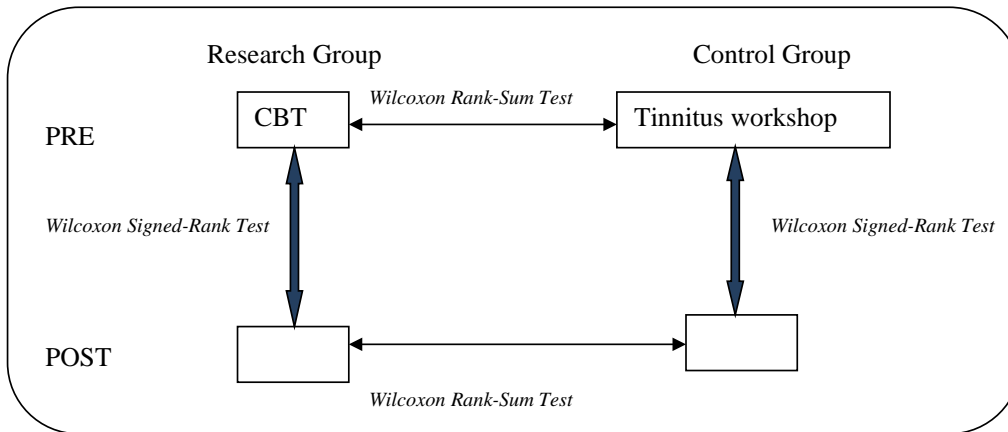 Research Group
Control Group
Wilcoxon Rank-Sum Test
CBT
Tinnitus workshop
PRE
Wilcoxon Signed-Rank Test
Wilcoxon Signed-Rank Test
POST
Wilcoxon Rank-Sum Test